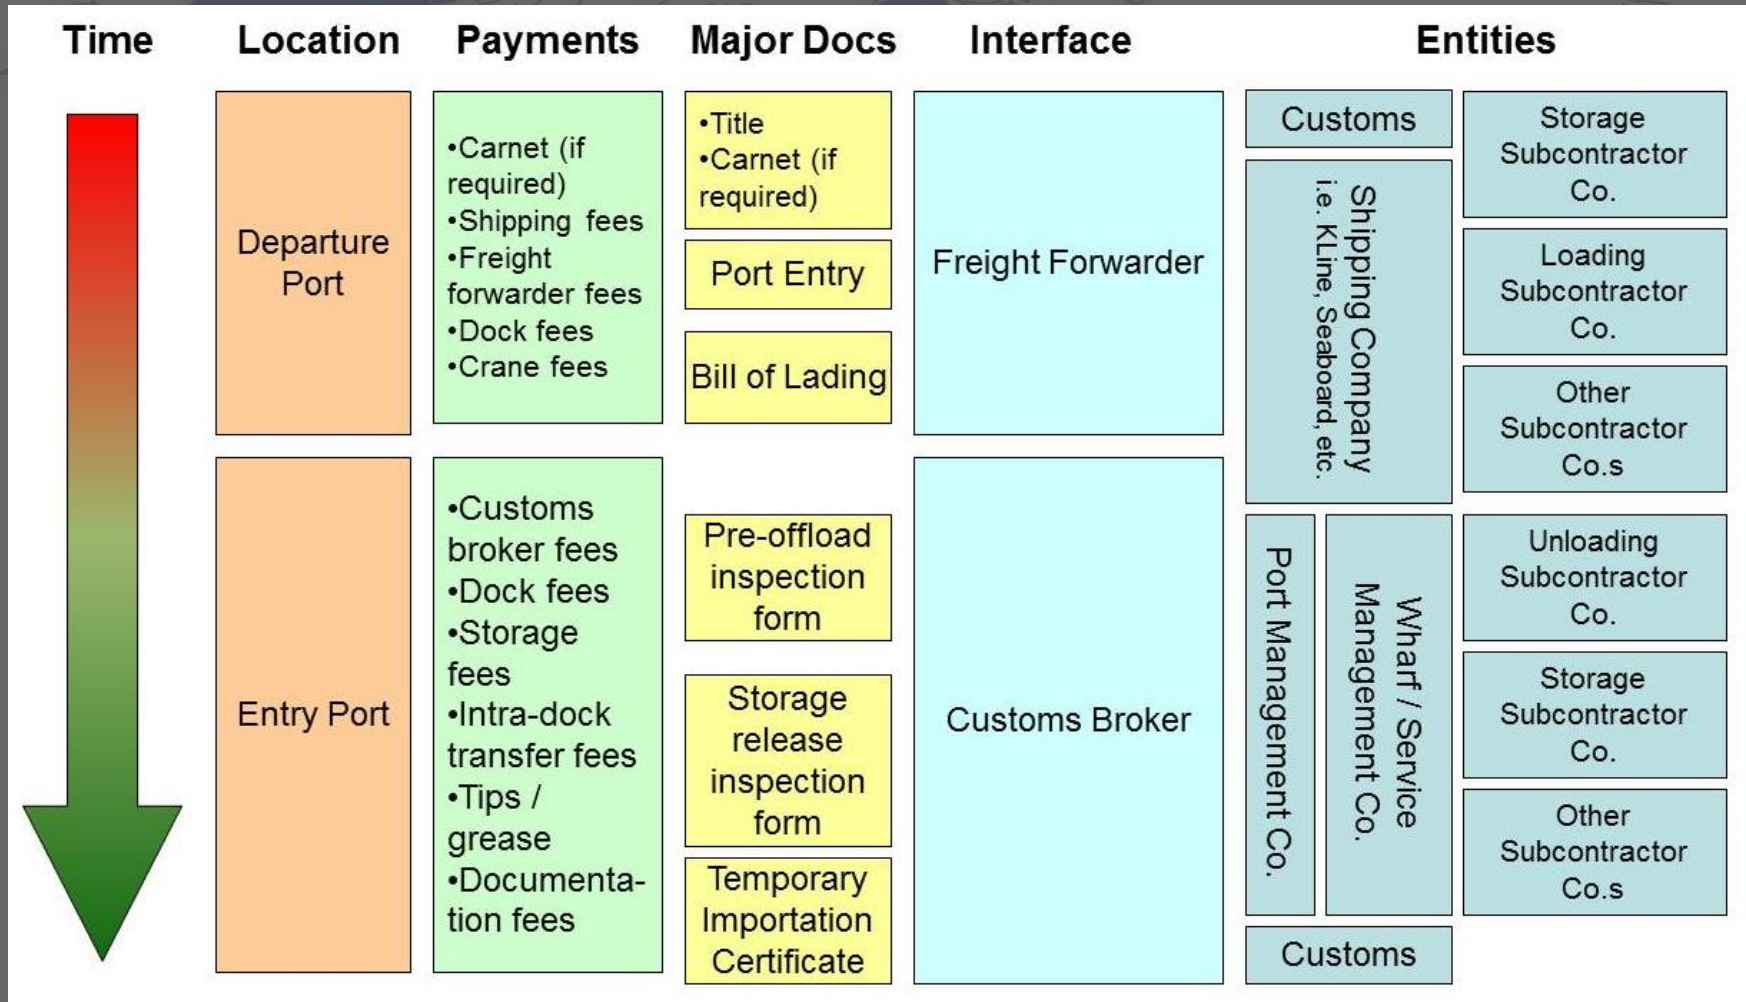 Time
Location
Payments
Major Docs
Interface
Entities
Departure
Port
•Carnet (if
required)
•Shipping fees
•Freight
forwarder fees
•Dock fees
•Crane fees
•Title
•Carnet (if
required)
Port Entry
Bill of Lading
Freight Forwarder
Customs
Shipping Company
i.e. KLine, Seaboard, etc.
Storage
Subcontractor
Co.
Loading
Subcontractor
Co.
Other
Subcontractor
Co.s
Entry Port
•Customs
broker fees
•Dock fees
•Storage
fees
•Intra-dock
transfer fees
•Tips /
grease
•Documenta-
tion fees
Pre-offload
inspection
form
Storage
release
inspection
form
Temporary
Importation
Certificate
Customs Broker
Port Management Co.
Wharf / Service
Management Co.
Unloading
Subcontractor
Co.
Storage
Subcontractor
Co.
Other
Subcontractor
Co.s
Customs